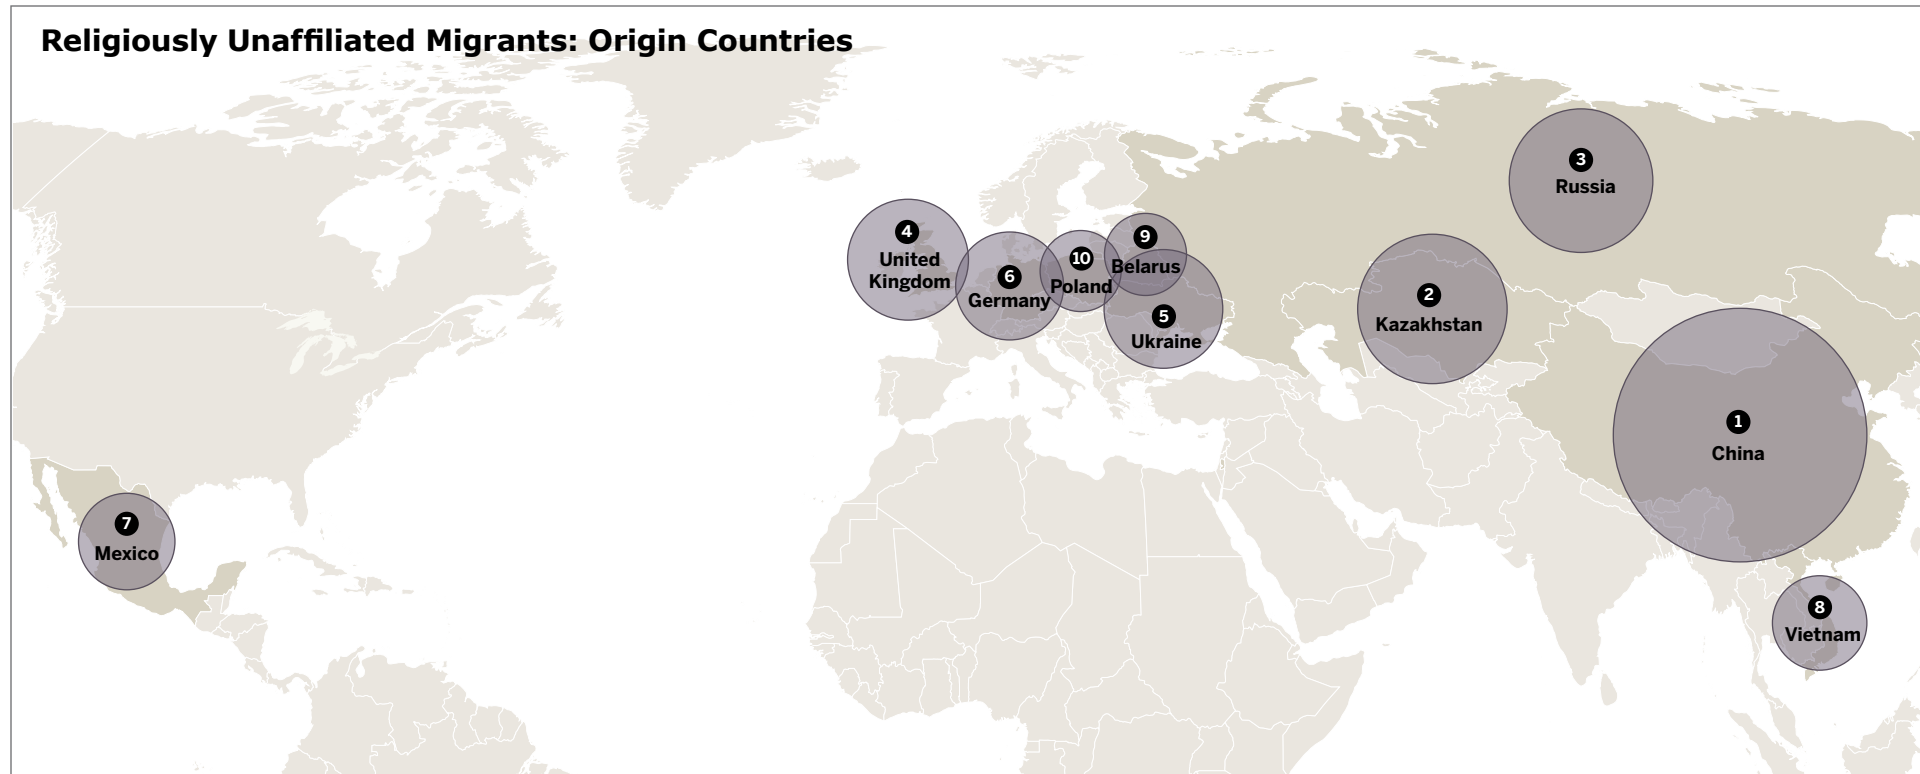 Religiously Unaffiliated Migrants: Origin Countries
3
Russia
4
United
Kingdom
9
Belarus
10
Poland
6
Germany
5
Ukraine
2
Kazakhstan
1
China
7
Mexico
8
Vietnam